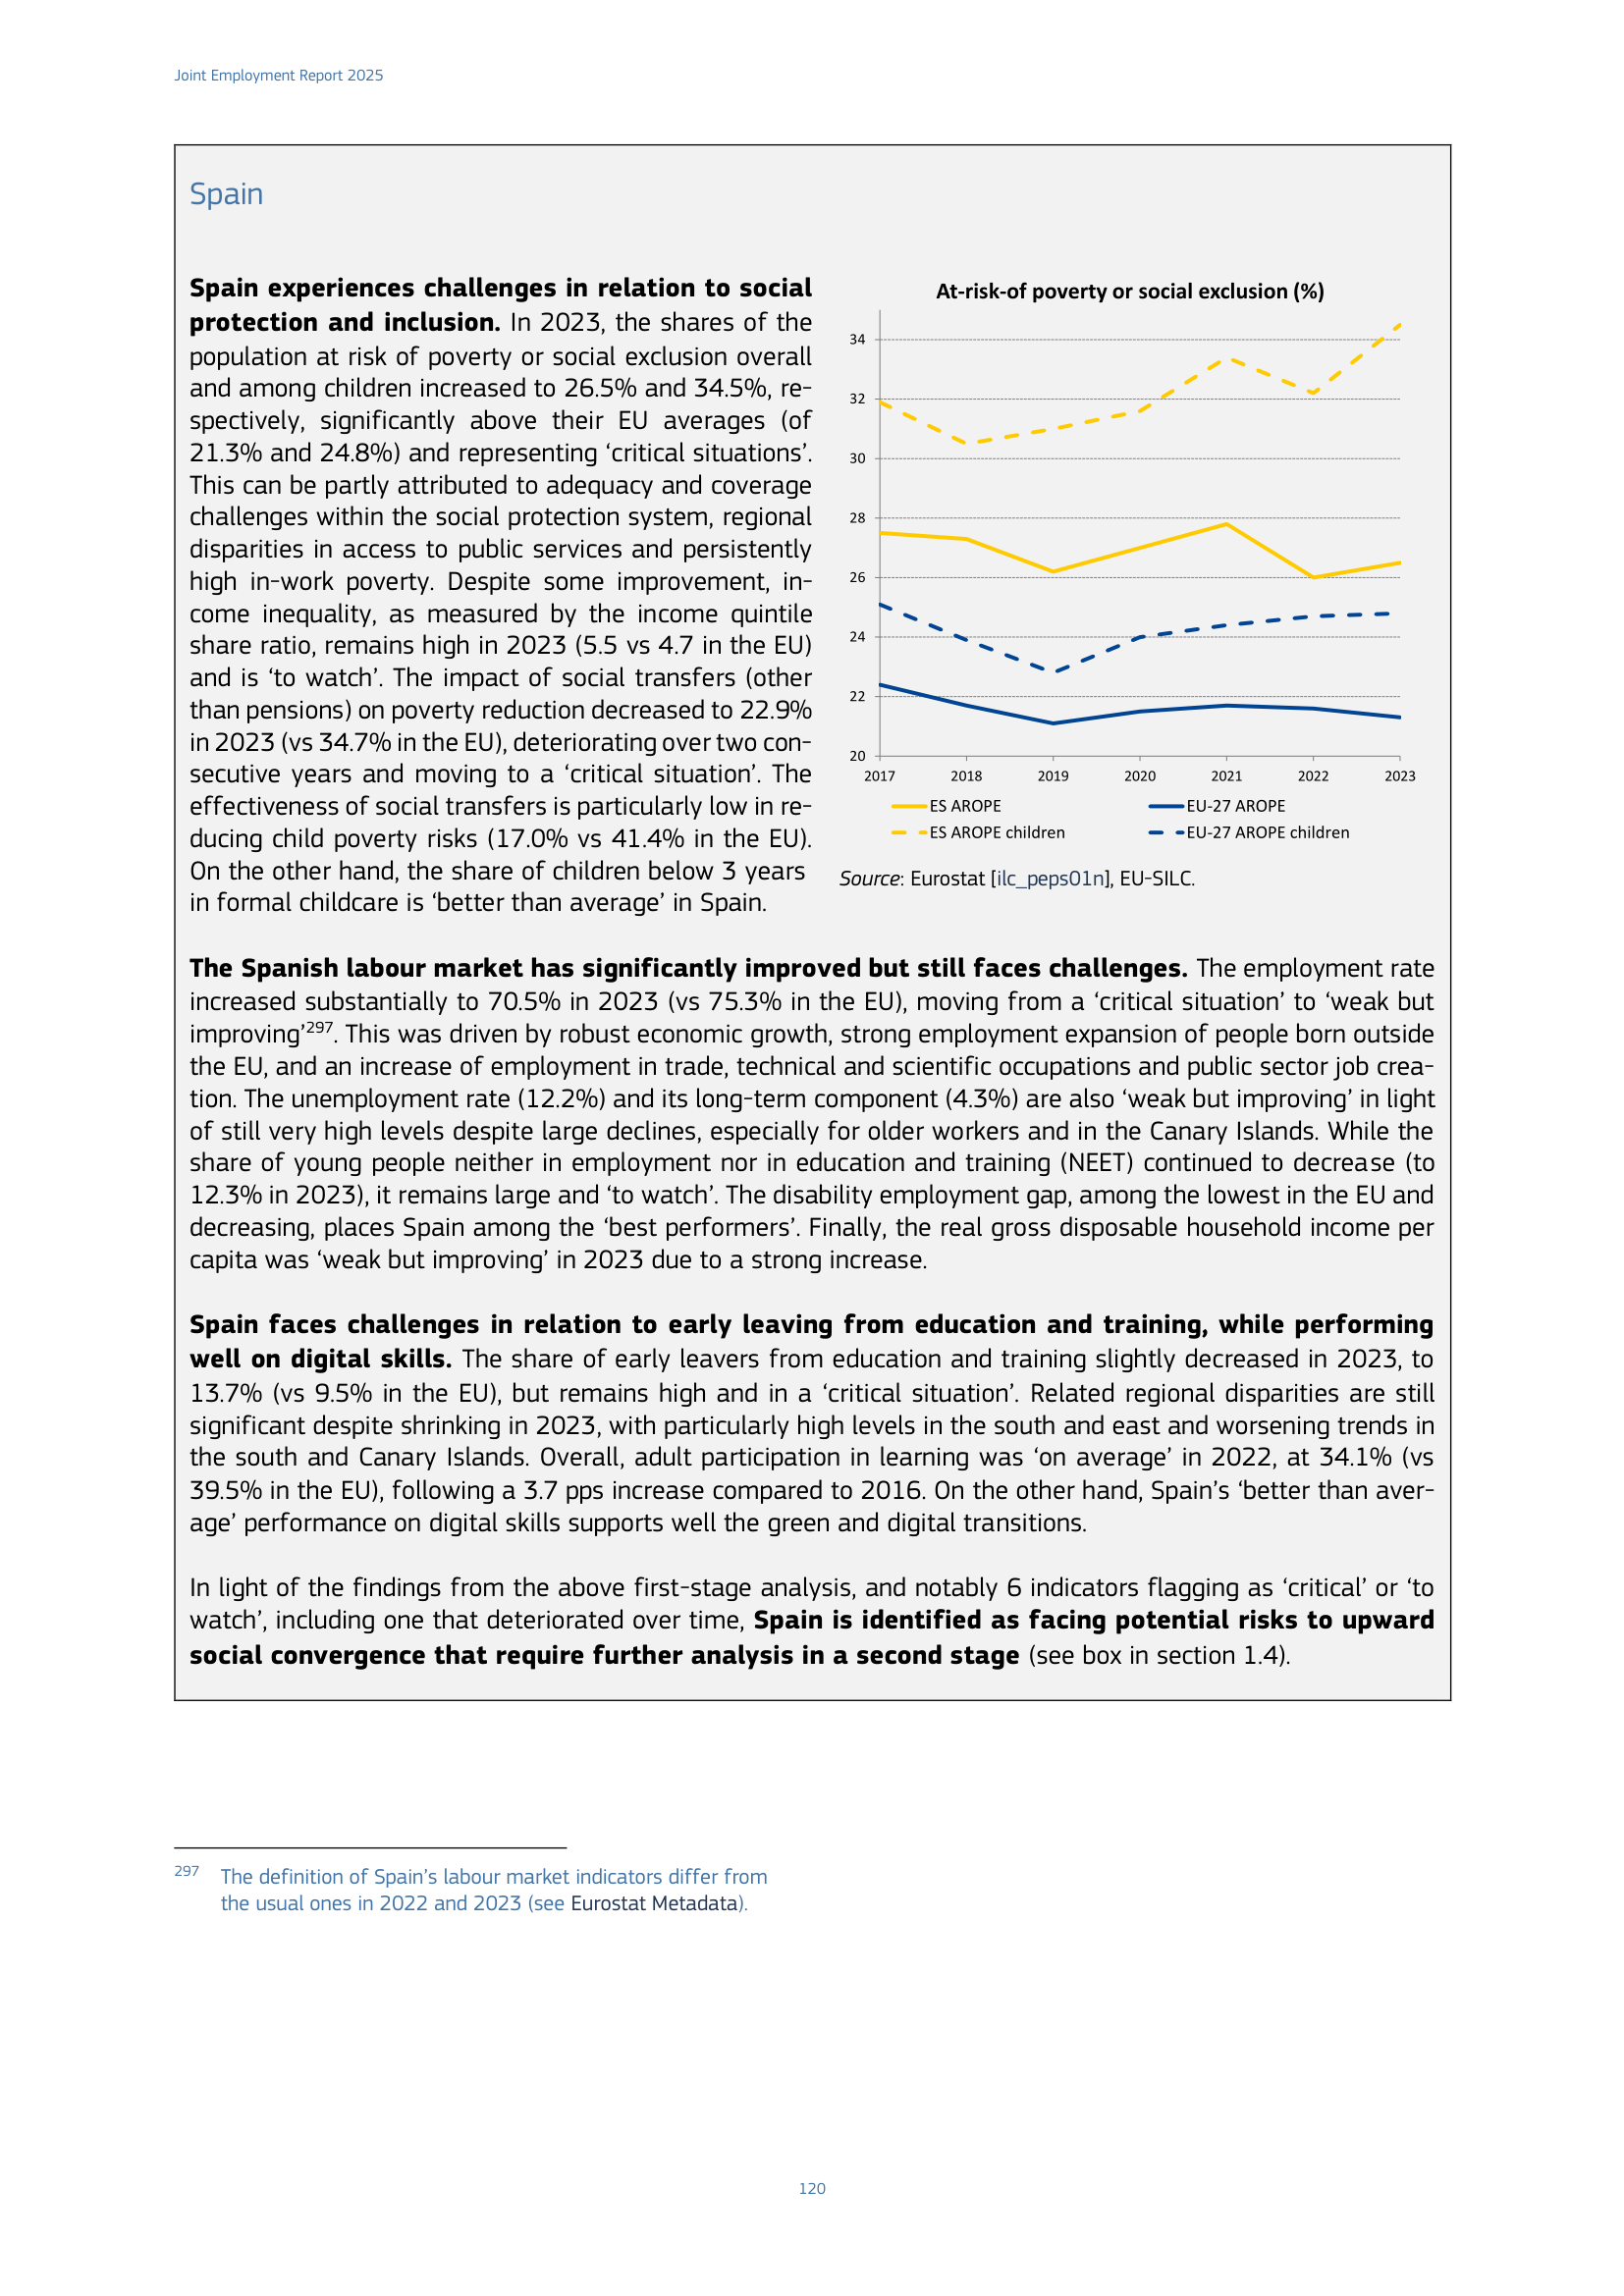 Joint Employment Report 2025
Spain
Spain experiences challenges in relation to social
protection and inclusion. In 2023, the shares of the
population at risk of poverty or social exclusion overall
and among children increased to 26.5% and 34.5%, re-
spectively, significantly above their EU averages (of
21.3% and 24.8%) and representing ‘critical situations’.
This can be partly attributed to adequacy and coverage
challenges within the social protection system, regional
disparities in access to public services and persistently
high in-work poverty. Despite some improvement, in-
come inequality, as measured by the income quintile
share ratio, remains high in 2023 (5.5 vs 4.7 in the EU)
and is ‘to watch’. The impact of social transfers (other
than pensions) on poverty reduction decreased to 22.9%
in 2023 (vs 34.7% in the EU), deteriorating over two con-
secutive years and moving to a ‘critical situation’. The
effectiveness of social transfers is particularly low in re-
ducing child poverty risks (17.0% vs 41.4% in the EU).
On the other hand, the share of children below 3 years
in formal childcare is ‘better than average’ in Spain.
At-risk-of poverty or social exclusion (%)
34
32
30
28
26
24
22
20
2017 2018 2019 2020 2021 2022 2023
ES AROPE EU-27 AROPE
ES AROPE children EU-27 AROPE children
Source: Eurostat [ilc_peps01n], EU-SILC.
The Spanish labour market has significantly improved but still faces challenges. The employment rate
increased substantially to 70.5% in 2023 (vs 75.3% in the EU), moving from a ‘critical situation’ to ‘weak but
improving’297. This was driven by robust economic growth, strong employment expansion of people born outside
the EU, and an increase of employment in trade, technical and scientific occupations and public sector job crea-
tion. The unemployment rate (12.2%) and its long-term component (4.3%) are also ‘weak but improving’ in light
of still very high levels despite large declines, especially for older workers and in the Canary Islands. While the
share of young people neither in employment nor in education and training (NEET) continued to decrease (to
12.3% in 2023), it remains large and ‘to watch’. The disability employment gap, among the lowest in the EU and
decreasing, places Spain among the ‘best performers’. Finally, the real gross disposable household income per
capita was ‘weak but improving’ in 2023 due to a strong increase.
Spain faces challenges in relation to early leaving from education and training, while performing
well on digital skills. The share of early leavers from education and training slightly decreased in 2023, to
13.7% (vs 9.5% in the EU), but remains high and in a ‘critical situation’. Related regional disparities are still
significant despite shrinking in 2023, with particularly high levels in the south and east and worsening trends in
the south and Canary Islands. Overall, adult participation in learning was ‘on average’ in 2022, at 34.1% (vs
39.5% in the EU), following a 3.7 pps increase compared to 2016. On the other hand, Spain’s ‘better than aver-
age’ performance on digital skills supports well the green and digital transitions.
In light of the findings from the above first-stage analysis, and notably 6 indicators flagging as ‘critical’ or ‘to
watch’, including one that deteriorated over time, Spain is identified as facing potential risks to upward
social convergence that require further analysis in a second stage (see box in section 1.4).
297 The definition of Spain’s labour market indicators differ from
the usual ones in 2022 and 2023 (see Eurostat Metadata).
120